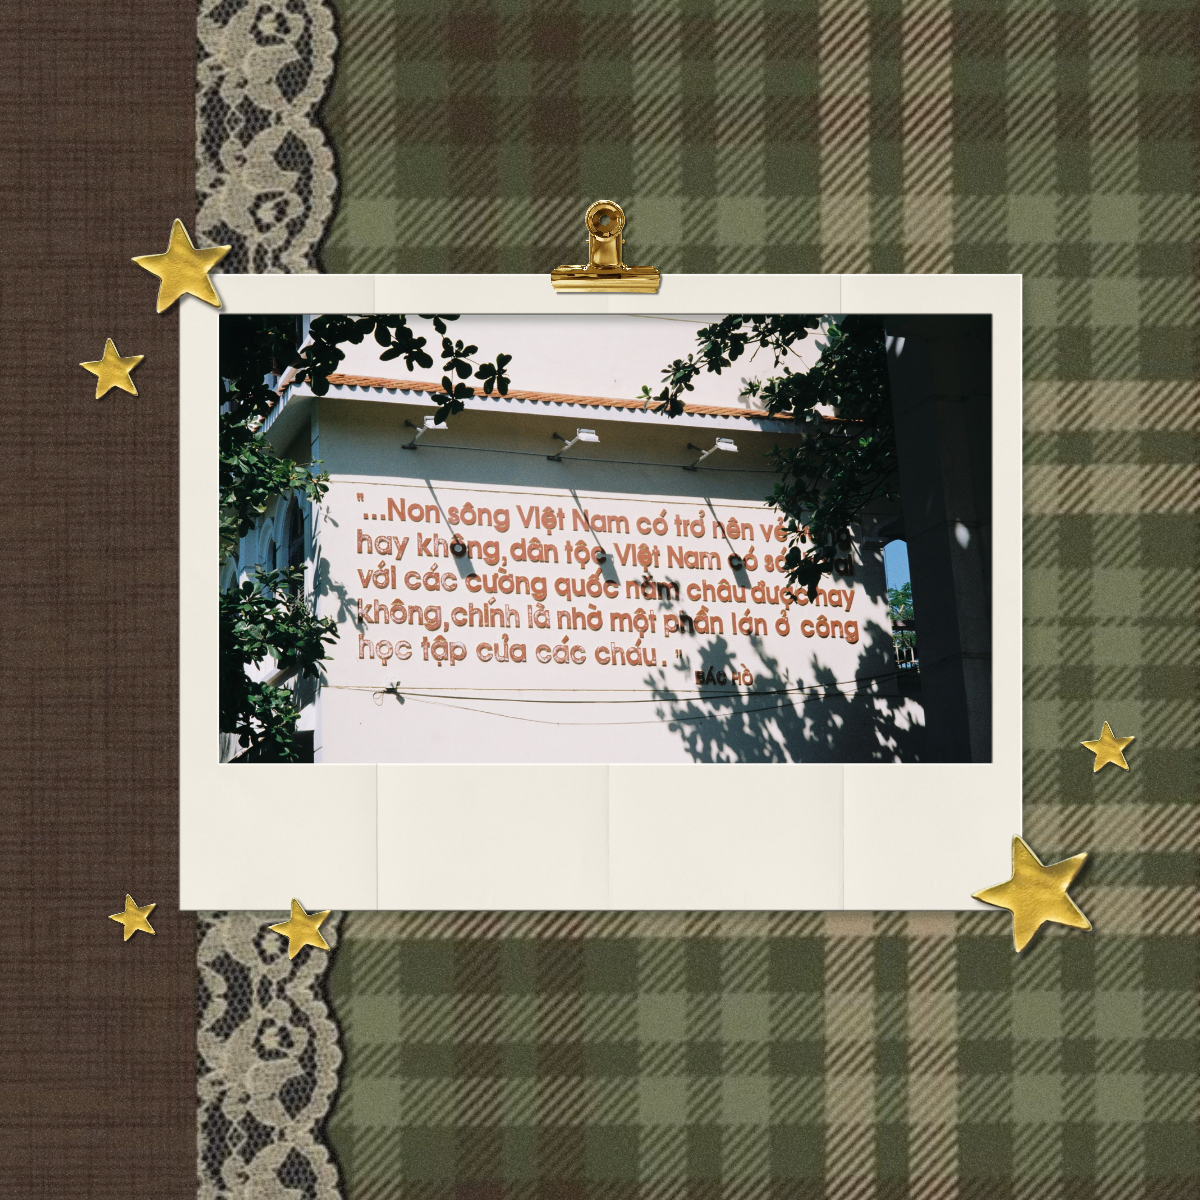 "...Non sông Việt Nam có trở nên vẻ
hay không,dân tộc Việt Nam có
với các cường quốc năm châu được hay
không,chính là nhờ một phần lớn ở công
học tập của các cháu."
BÁC HỒ